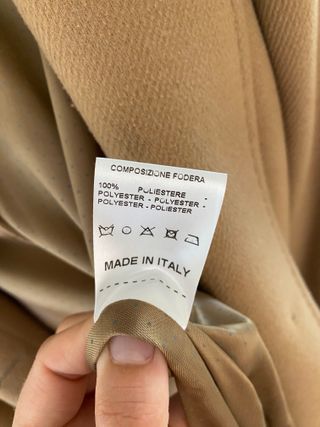 COMPOSIZIONE FODERA
100% POLIESTERE :
POLYESTER - POLYESTER -
POLYESTER - POLIESTER
MADE IN ITALY